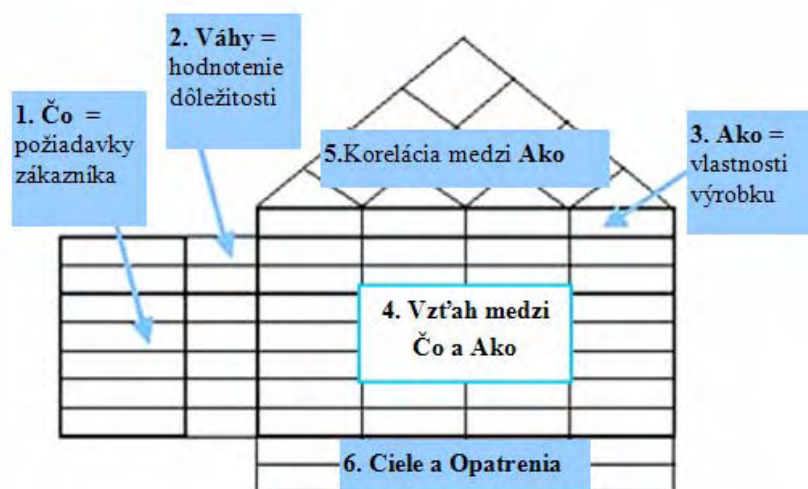 1. Čo =
požiadavky
zákazníka
2. Váhy =
hodnotenie
dôležitosti
5.Korelácia medzi Ako
3. Ako =
vlastnosti
výrobku
4. Vzťah medzi
Čo a Ako
6. Ciele a Opatrenia